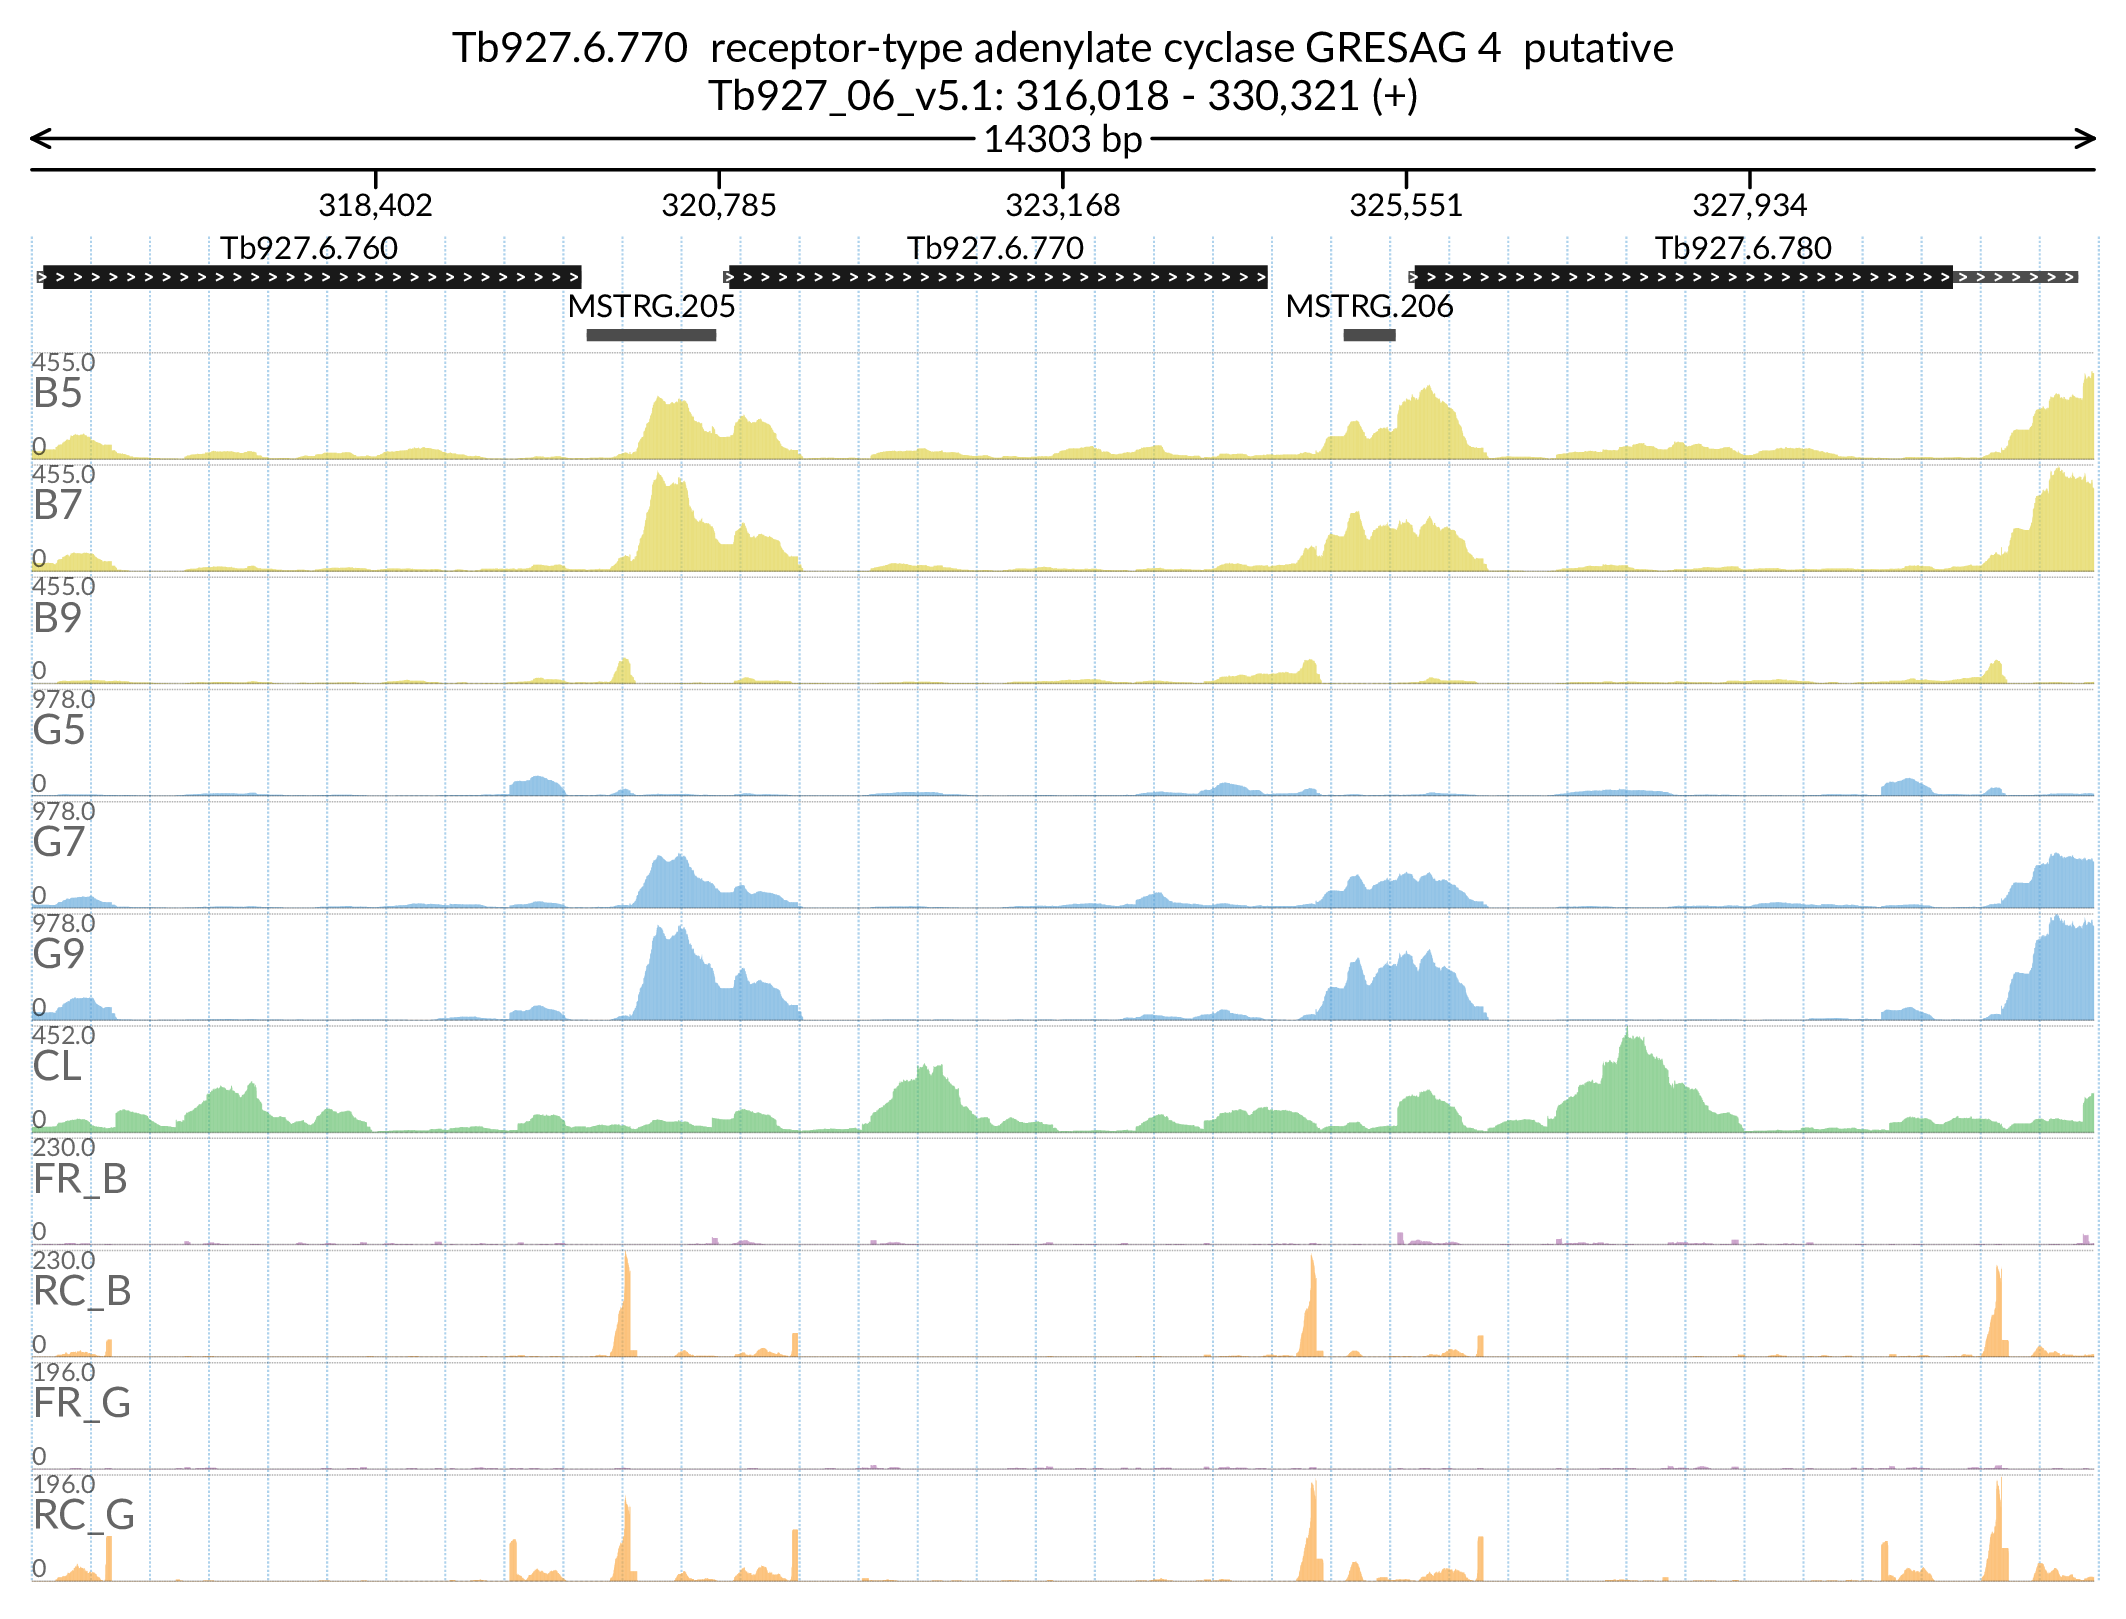 Tb927.6.770  receptor-type adenylate cyclase GRESAG 4  putative
Tb927_06_v5.1: 316,018 - 330,321 (+)
14303 bp
318,402 320,785 323,168 325,551 327,934
Tb927.6.760 Tb927.6.770 Tb927.6.780
MSTRG.205 MSTRG.206
455.0
B5
0
455.0
B7
0
455.0
B9
0
978.0
G5
0
978.0
G7
0
978.0
G9
0
452.0
CL
0
230.0
FR_B
0
230.0
RC_B
0
196.0
FR_G
0
196.0
RC_G
0